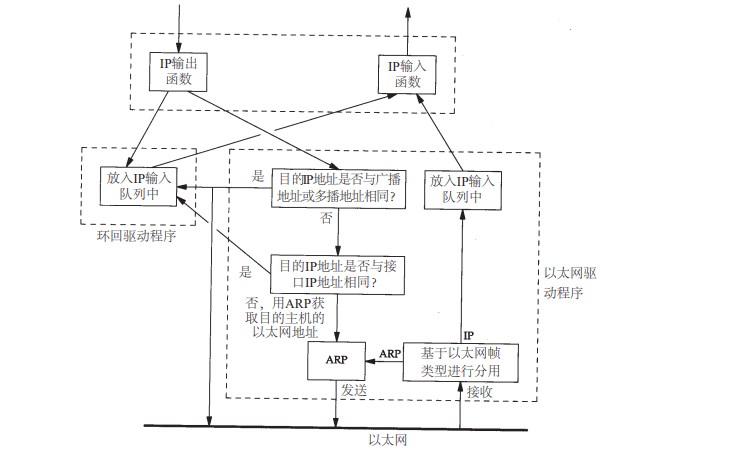 IP输出
函数
IP输入
函数
放入IP输入
队列中
环回驱动程序
是
目的IP地址是否与广播
地址或多播地址相同?
否
放入IP输入
队列中
是
目的IP地址是否与接
口IP地址相同?
以太网驱
动程序
否，用ARP获
取目的主机的
以太网地址
IP
ARP
ARP
基于以太网帧
类型进行分用
发送
接收
以太网